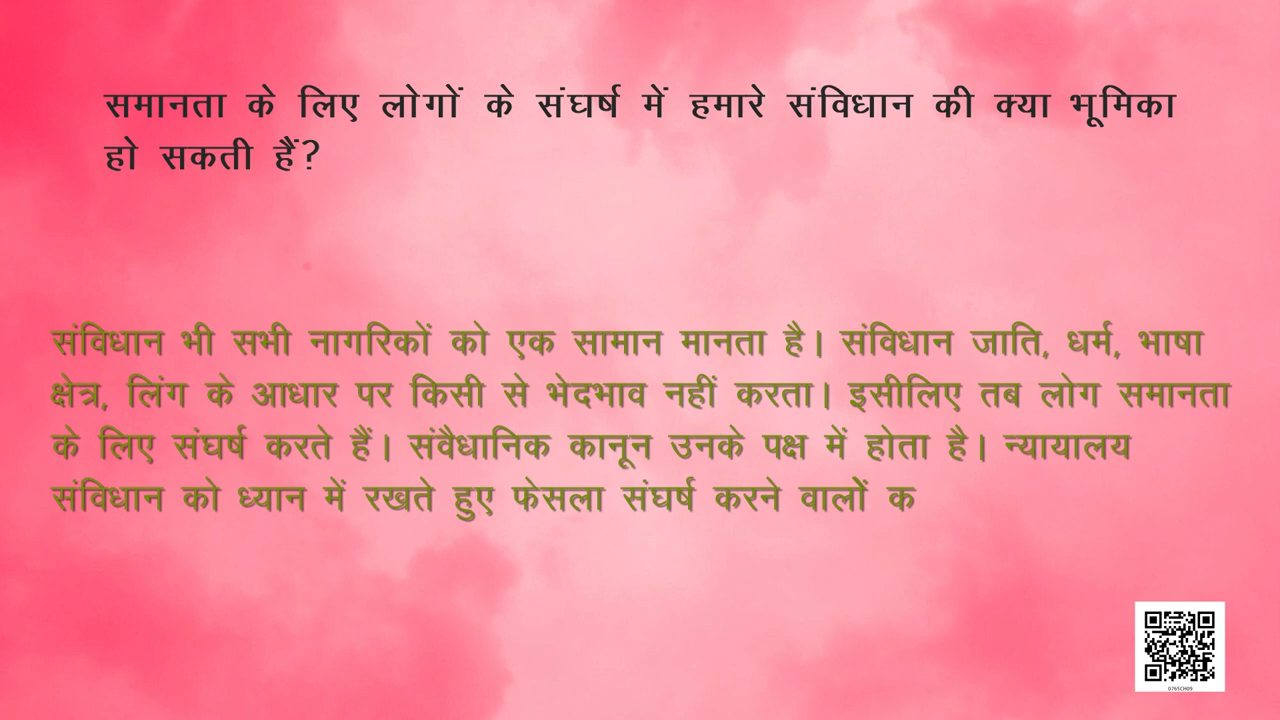 समानता के लिए लोगों के संघर्ष में हमारे संविधान की क्या भूमिका
हो सकती हैं?
संविधान भी सभी नागरिकों को एक सामान मानता है। संविधान जाति, धर्म, भाषा
क्षेत्र, लिंग के आधार पर किसी से भेदभाव नहीं करता। इसीलिए तब लोग समानता
के लिए संघर्ष करते हैं। संवैधानिक कानून उनके पक्ष में होता है। न्यायालय
संविधान को ध्यान में रखते हुए फेसला संघर्ष करने वालों क
0765CH09